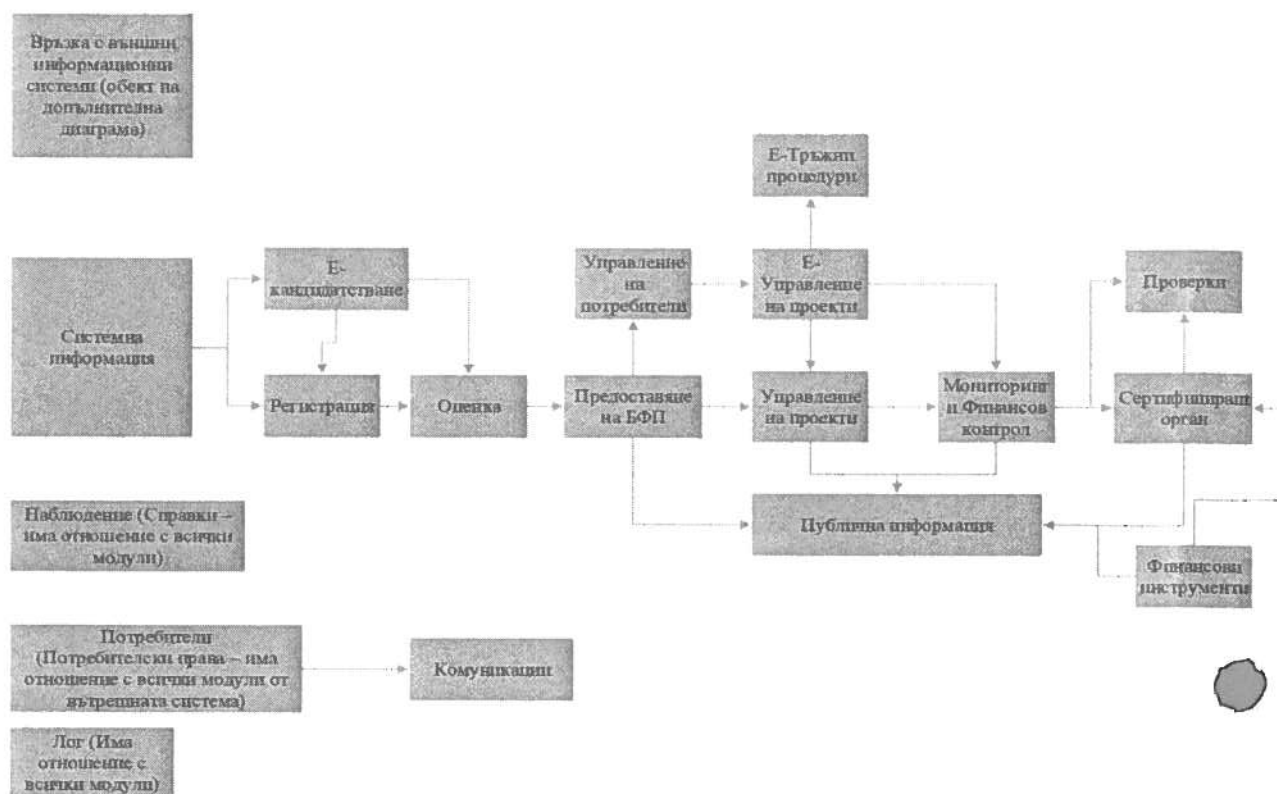 Връзка с външни
информационни
системи (обект на
допълнителна
диаграма)
Е-Тръжни
процедури
Е-
кандидатстване
Управление
на
потребители
Е-
Управление
на проекти
Проверки
Системна
информация
Регистрация
Оценка
Предоставяне
на БФП
Управление
на проекти
Мониторинг
и Финансов
контрол
Сертифициращ
орган
Наблюдение (Справки –
има отношение с всички
модули)
Публична информация
Финансови
инструменти
Потребители
(Потребителски права – има
отношение с всички модули от
вътрешната система)
Комуникации
Лог (Има
отношение с
всички модули)